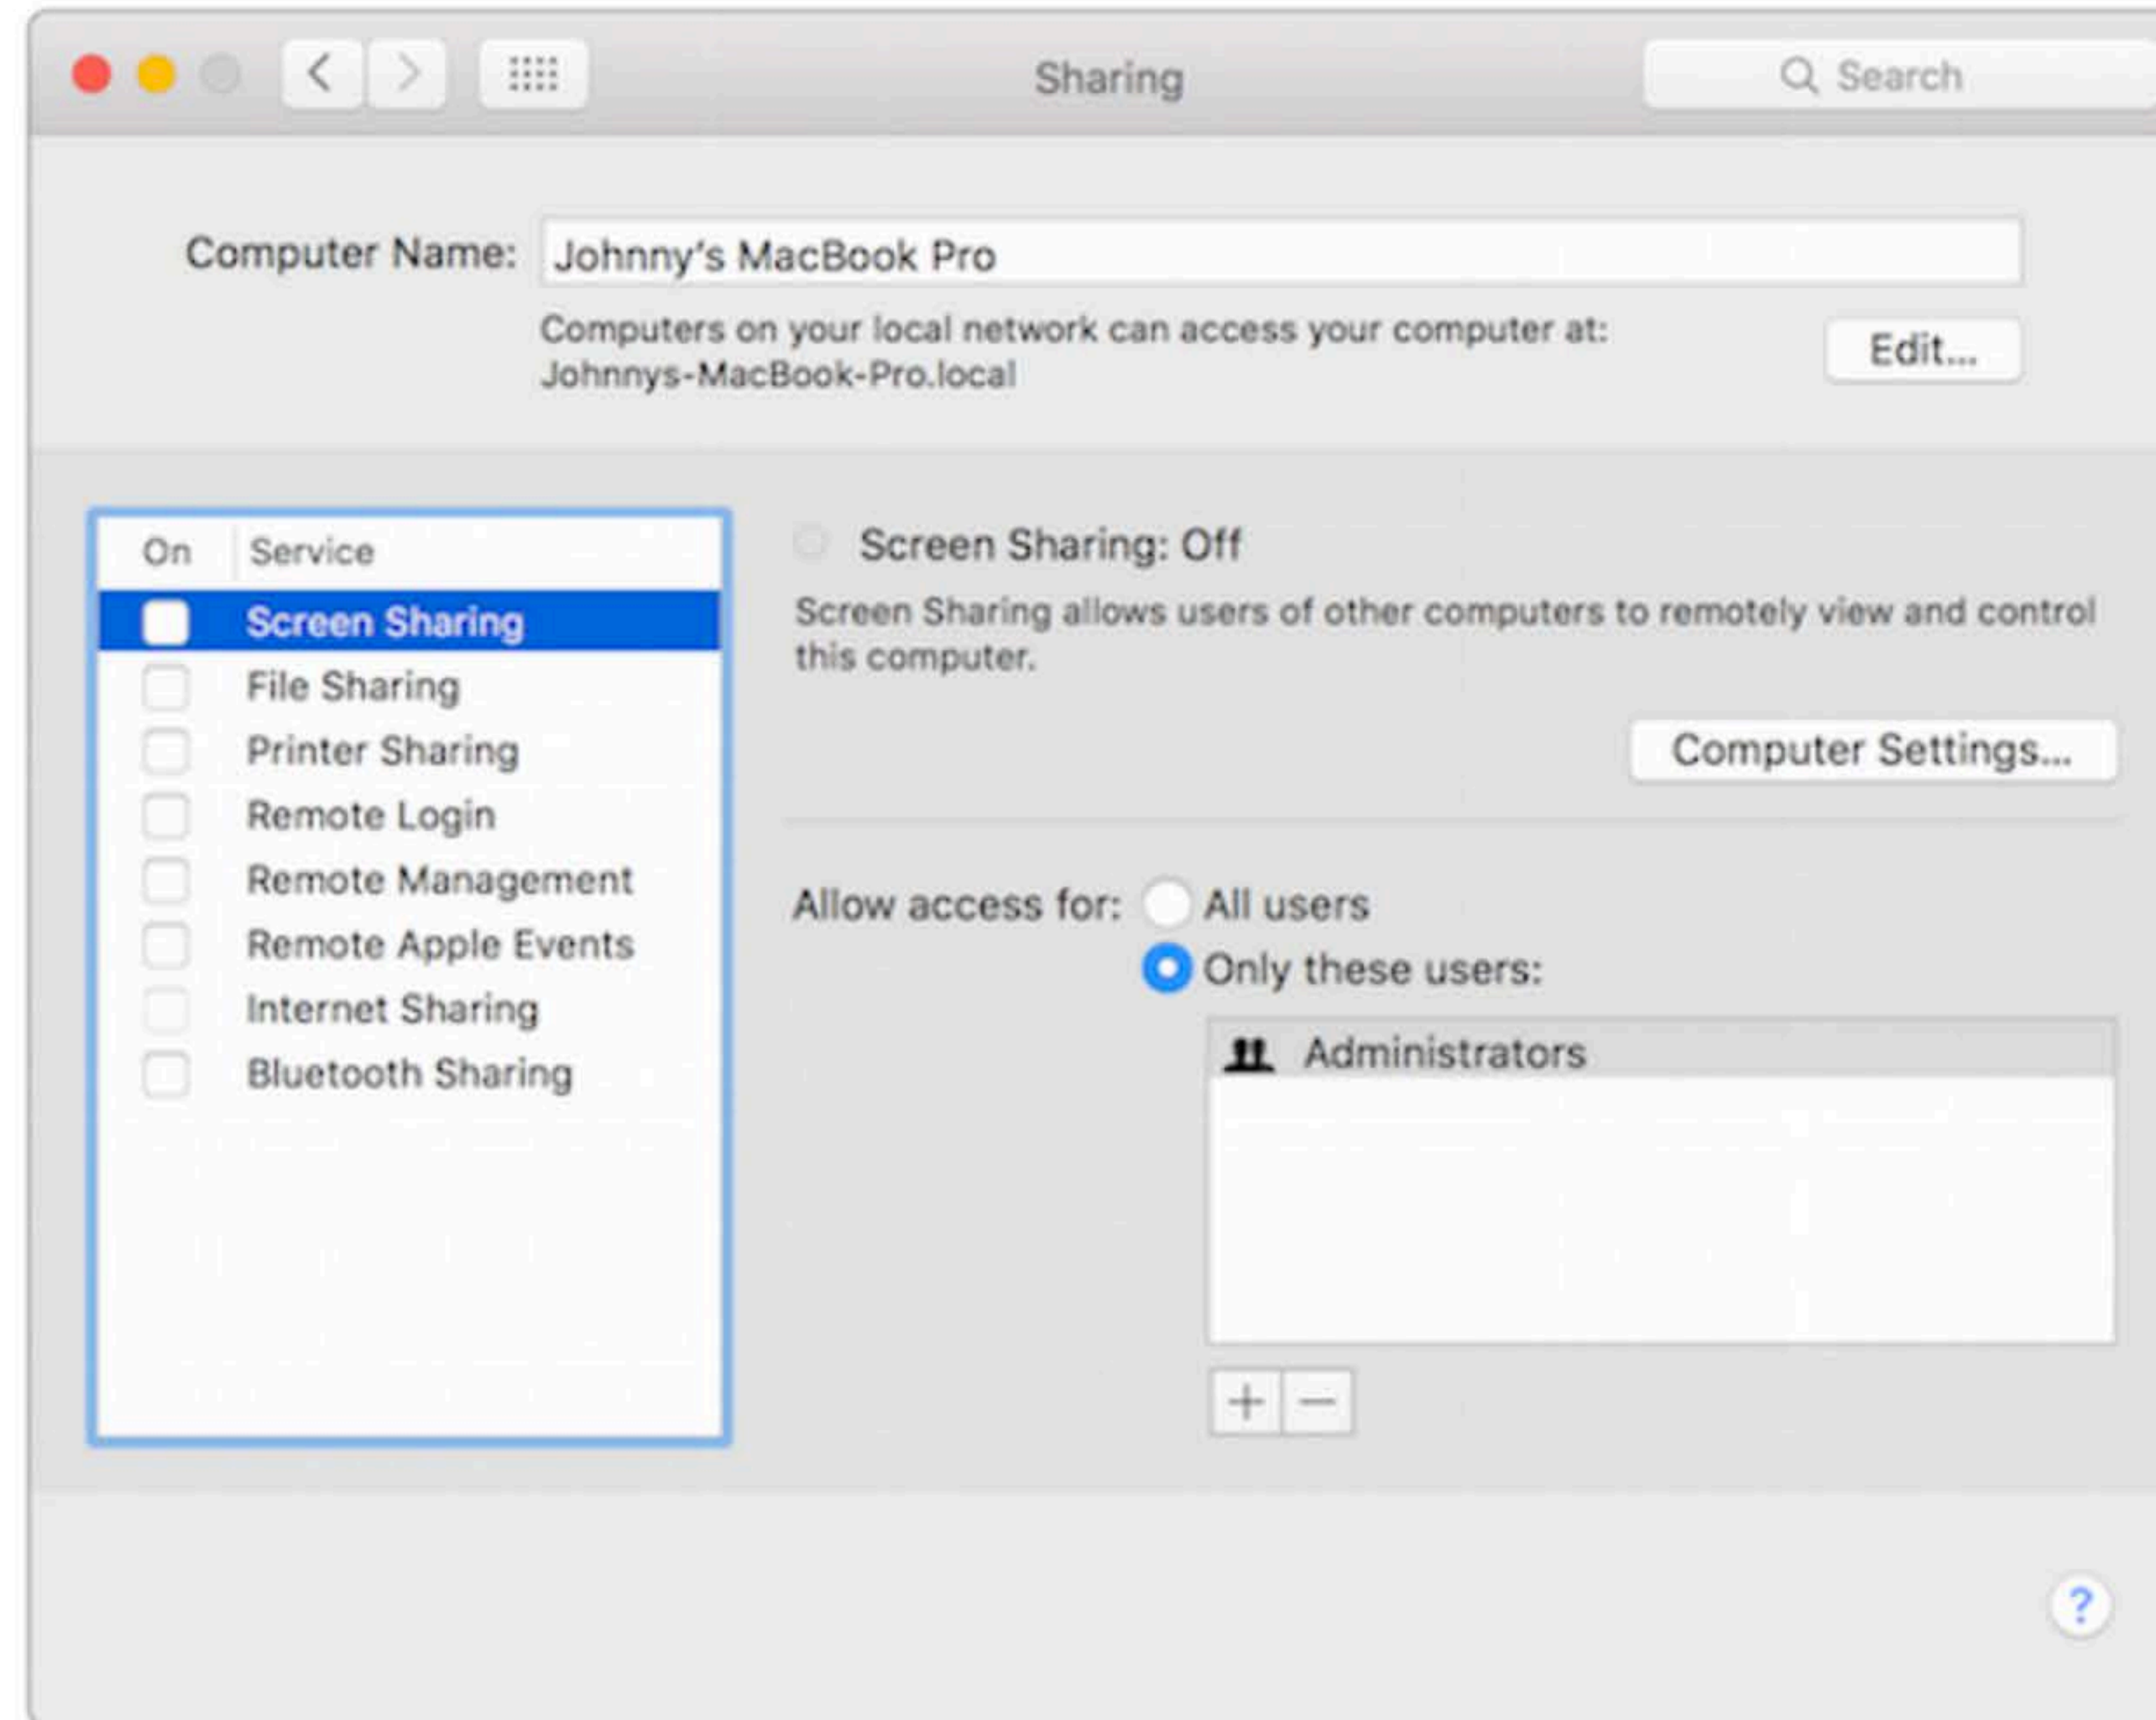 Sharing
Search
Computer Name: Johnny's MacBook Pro
Computers on your local network can access your computer at:
Johnnys-MacBook-Pro.local
Edit...
On Service
Screen Sharing
File Sharing
Printer Sharing
Remote Login
Remote Management
Remote Apple Events
Internet Sharing
Bluetooth Sharing
Screen Sharing: Off
Screen Sharing allows users of other computers to remotely view and control
this computer.
Computer Settings...
Allow access for: All users
Only these users:
Administrators
+ −
?